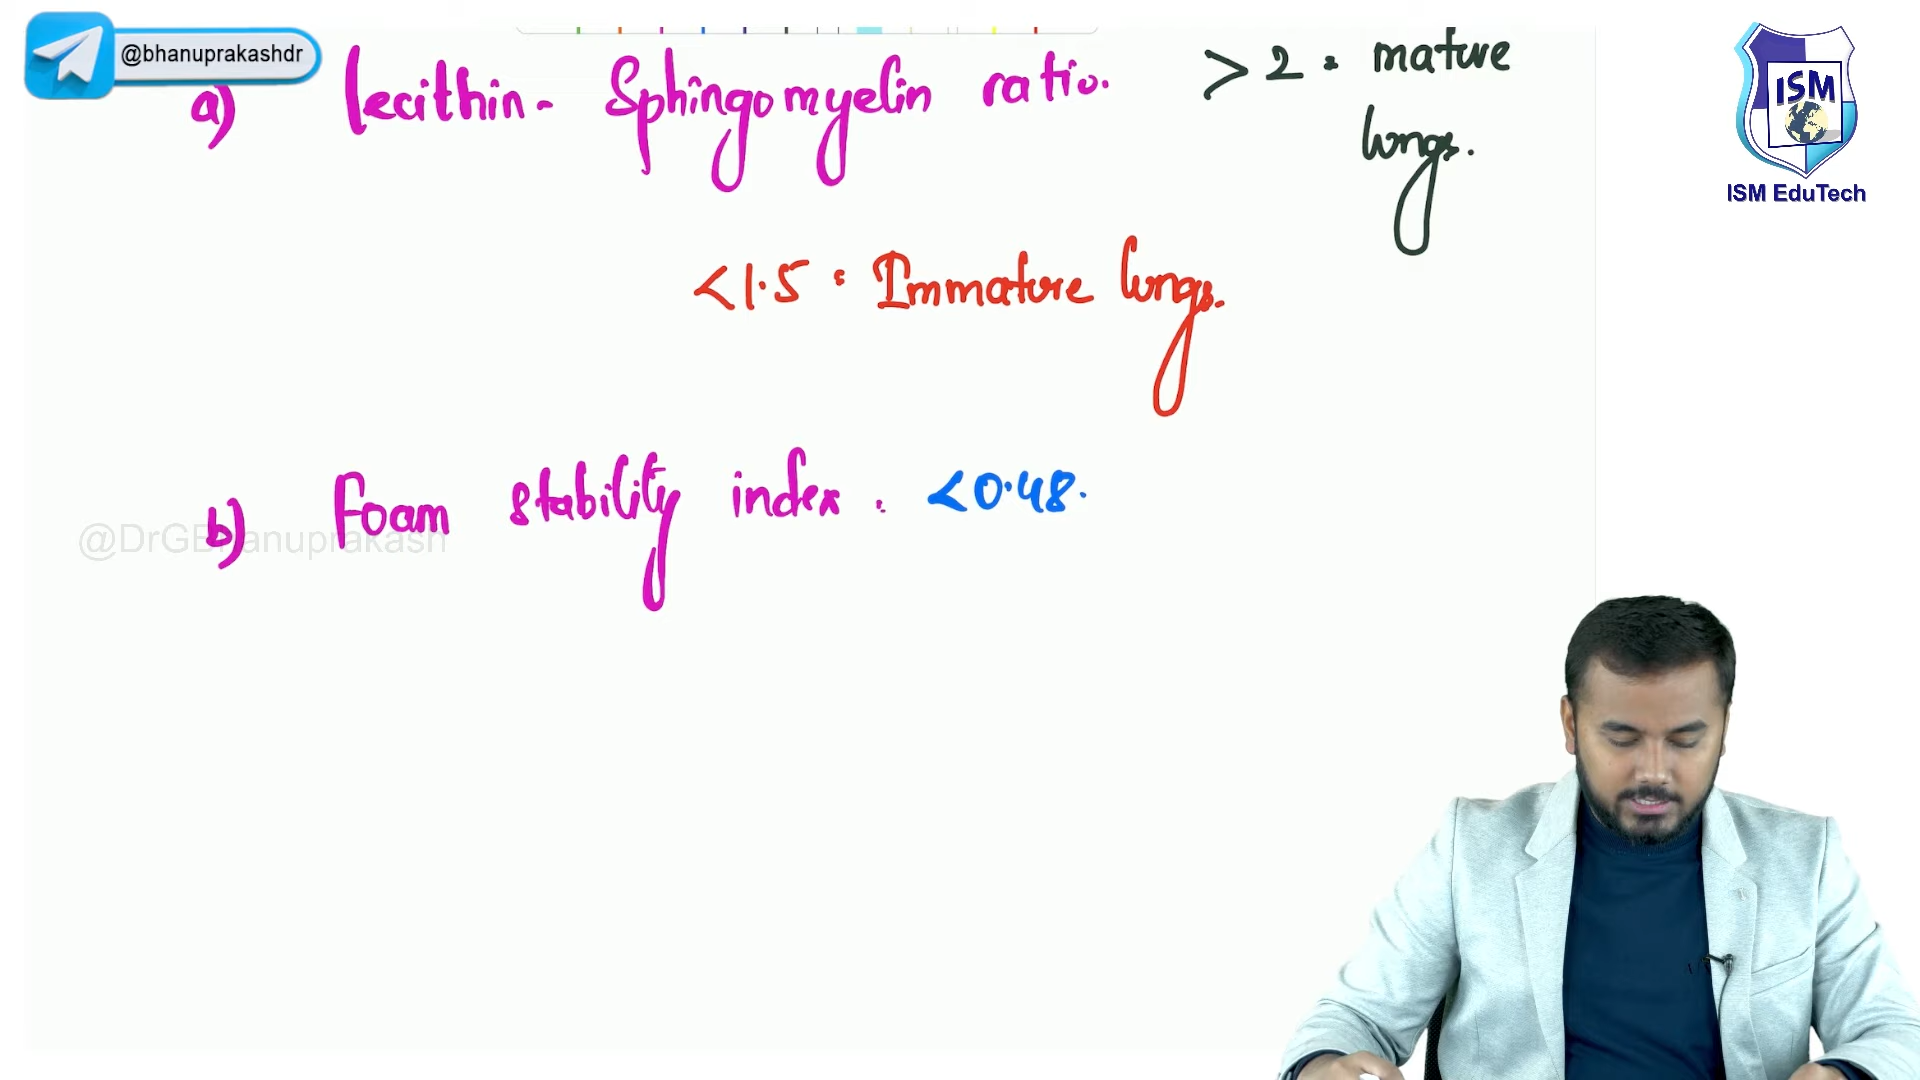 @bhanuprakashdr
a) Lecithin - Sphingomyelin ratio. > 2 = mature
lungs.
<1.5 = Immature lungs.
b) Foam stability index : <0.48.
@DrGBhanuprakash
ISM
ISM EduTech